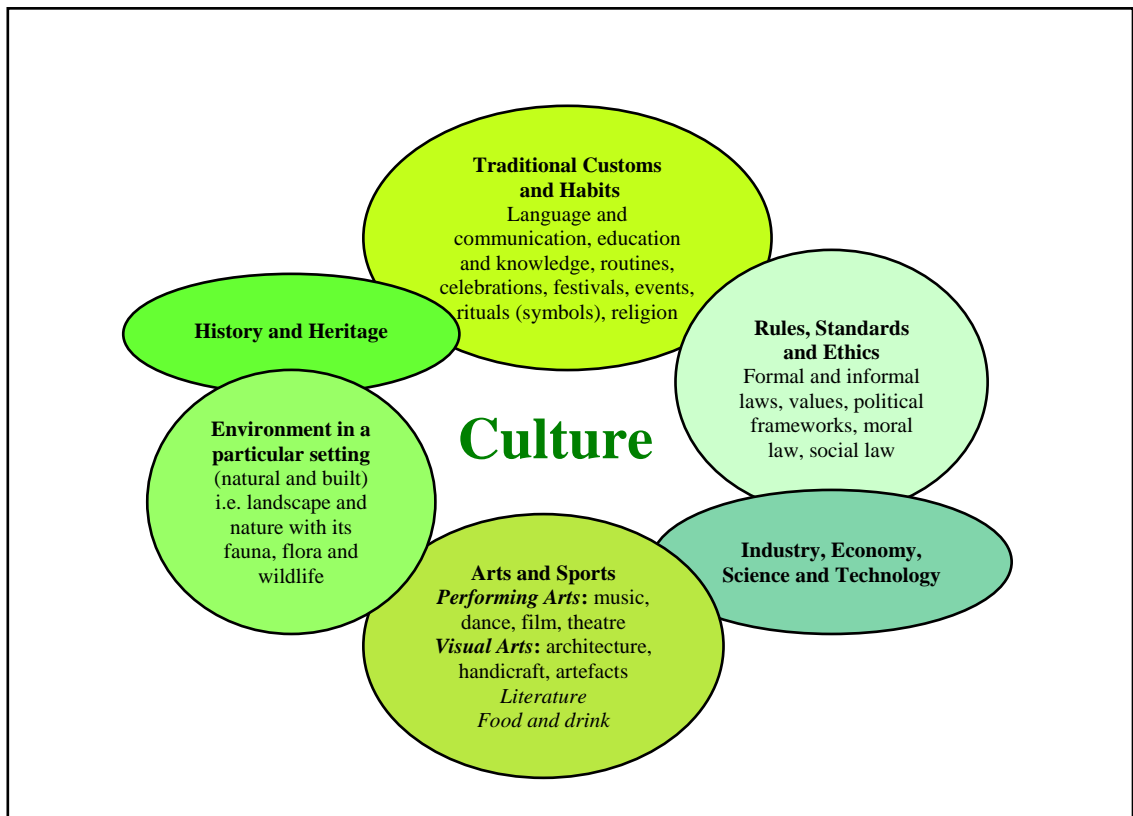 Traditional Customs
and Habits
Language and
communication, education
and knowledge, routines,
celebrations, festivals, events,
rituals (symbols), religion
History and Heritage
Rules, Standards
and Ethics
Formal and informal
laws, values, political
frameworks, moral
law, social law
Environment in a
particular setting
(natural and built)
i.e. landscape and
nature with its
fauna, flora and
wildlife
Culture
Industry, Economy,
Science and Technology
Arts and Sports
Performing Arts: music,
dance, film, theatre
Visual Arts: architecture,
handicraft, artefacts
Literature
Food and drink